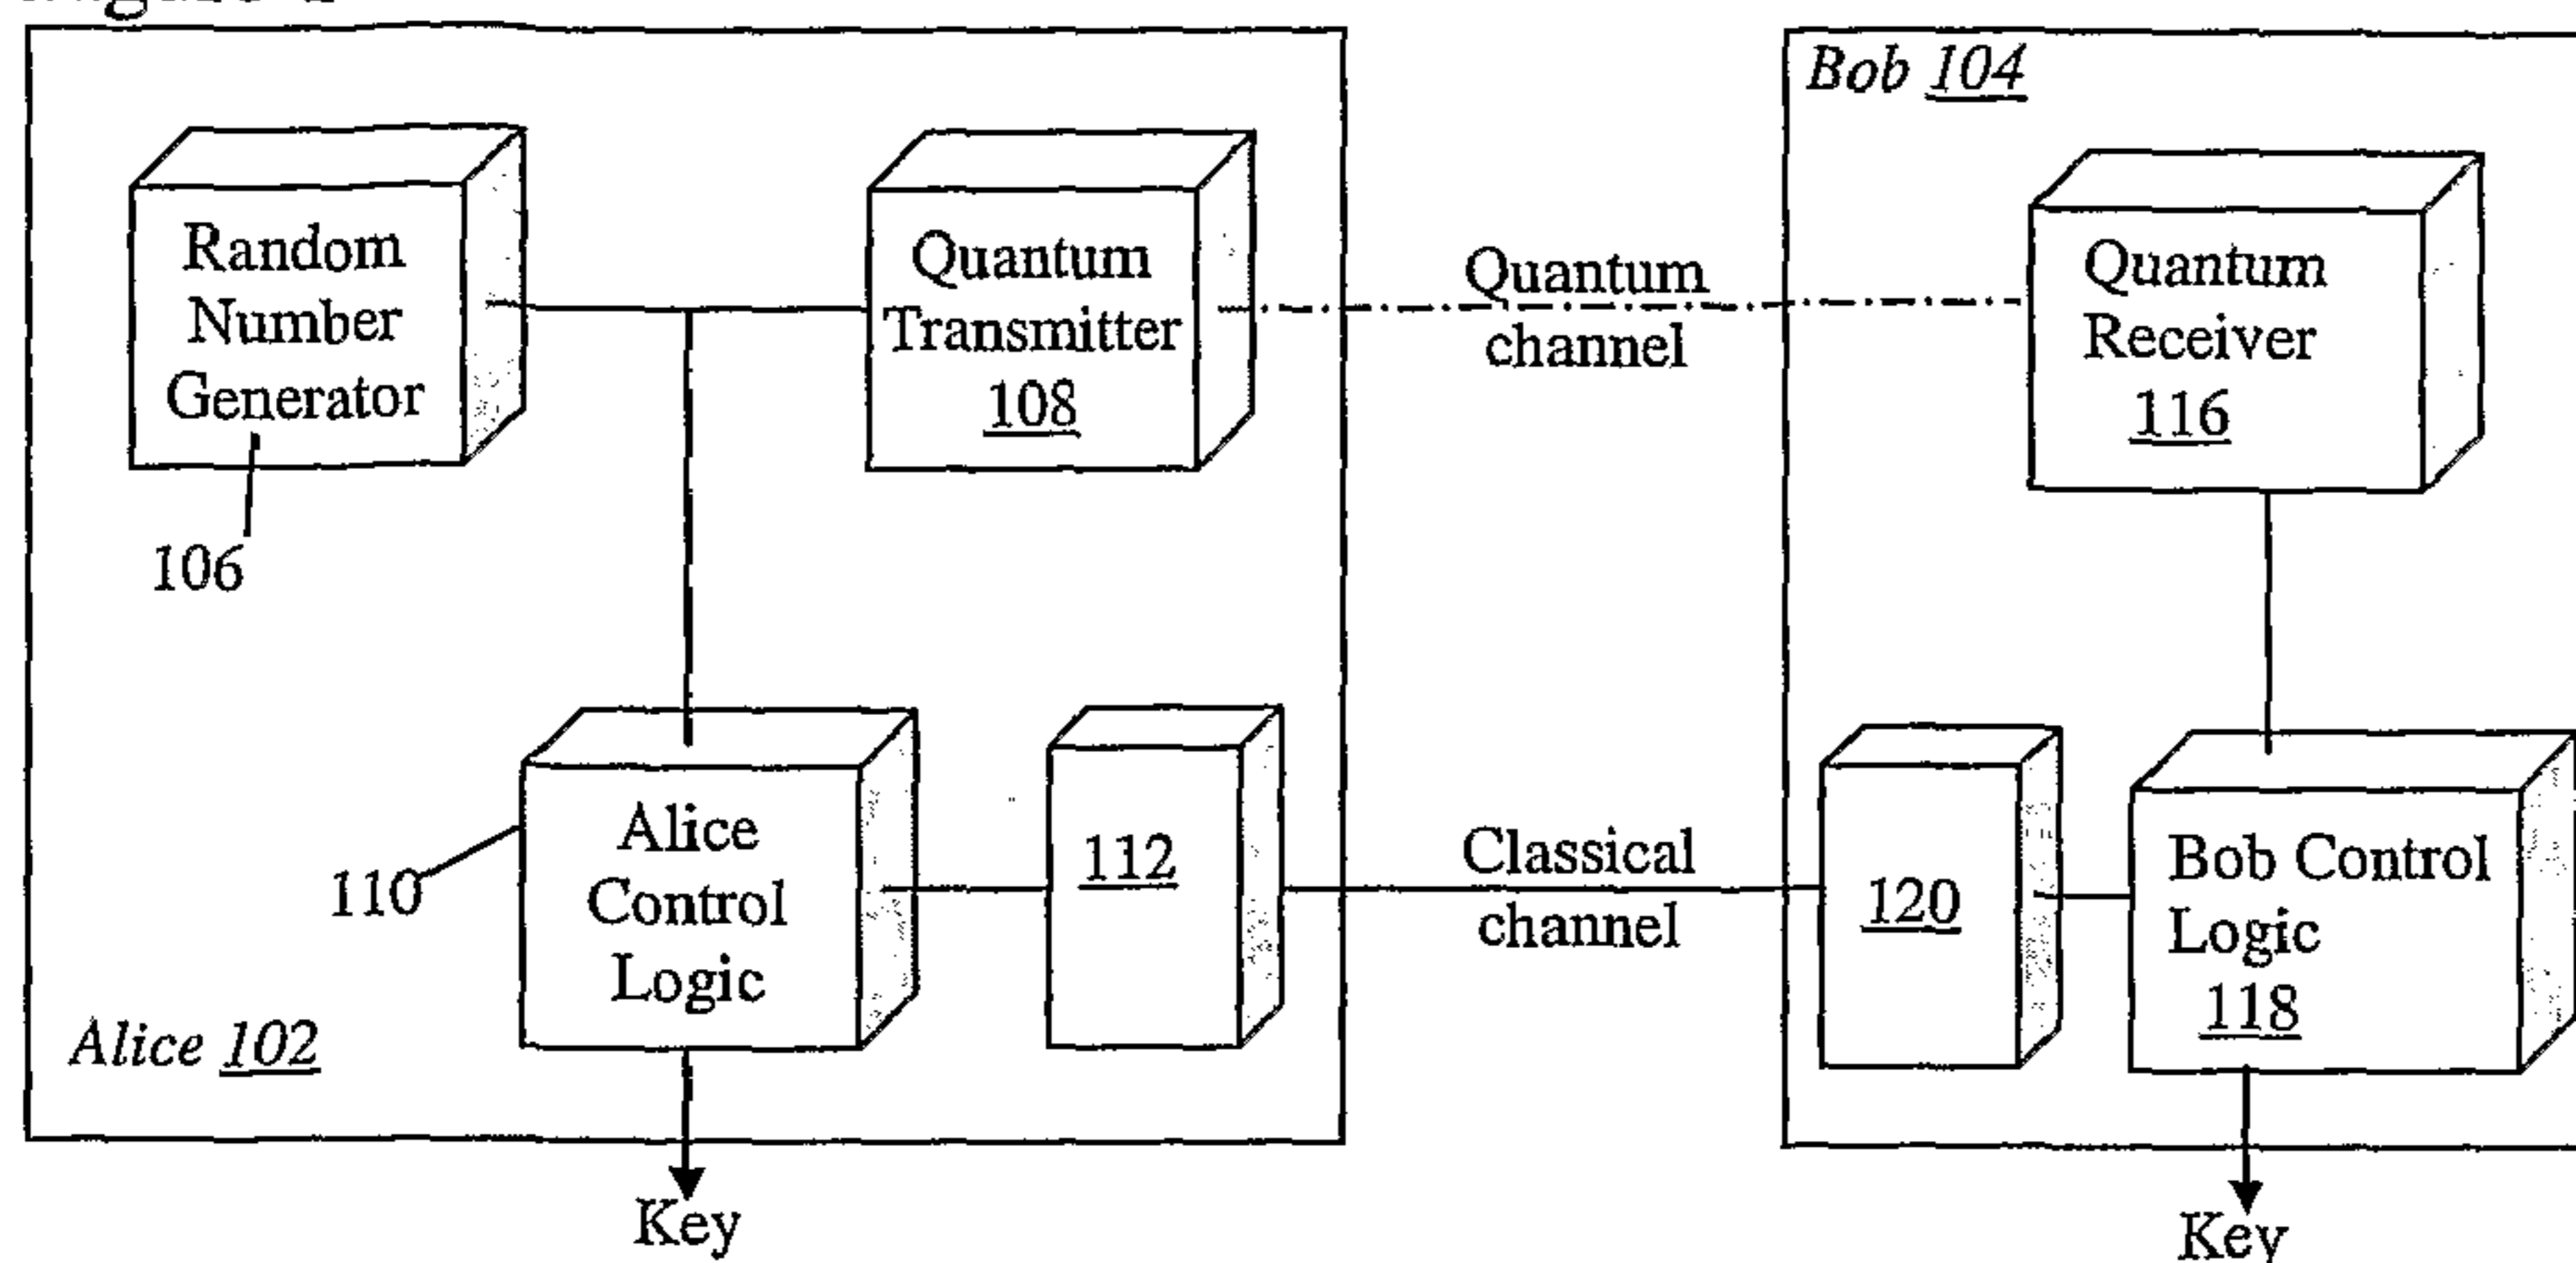 Bob 104
Random
Number
Generator
106
Quantum
Transmitter
108
Quantum
channel
Quantum
Receiver
116
Alice
Control
Logic
110
112
Classical
channel
120
Bob Control
Logic
118
Alice 102
Key
Key